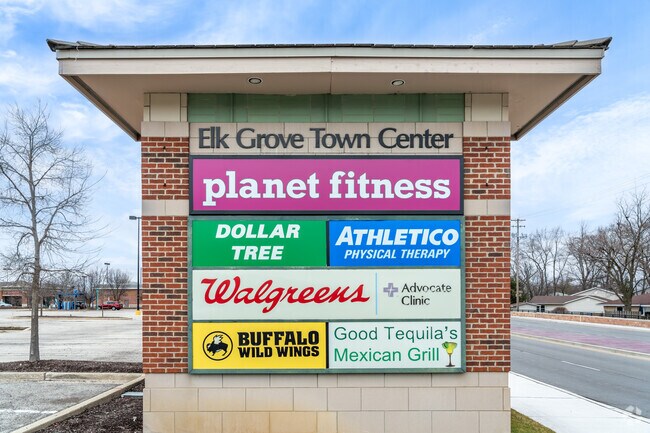 Elk Grove Town Center
planet fitness
DOLLAR TREE
ATHLETICO
PHYSICAL THERAPY
Walgreens
Advocate
Clinic
BUFFALO
WILD WINGS
Good Tequila's
Mexican Grill